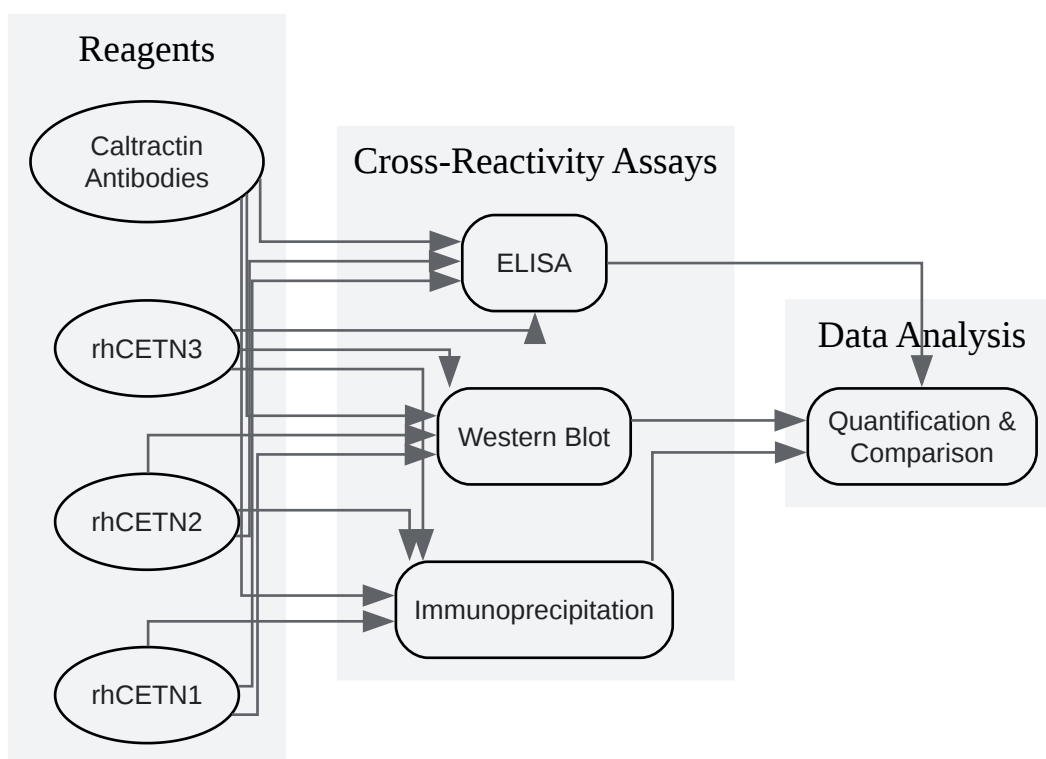 Reagents
Caltractin
Antibodies
rhCETN3
rhCETN2
rhCETN1
Cross-Reactivity Assays
ELISA
Western Blot
Immunoprecipitation
Data Analysis
Quantification &
Comparison